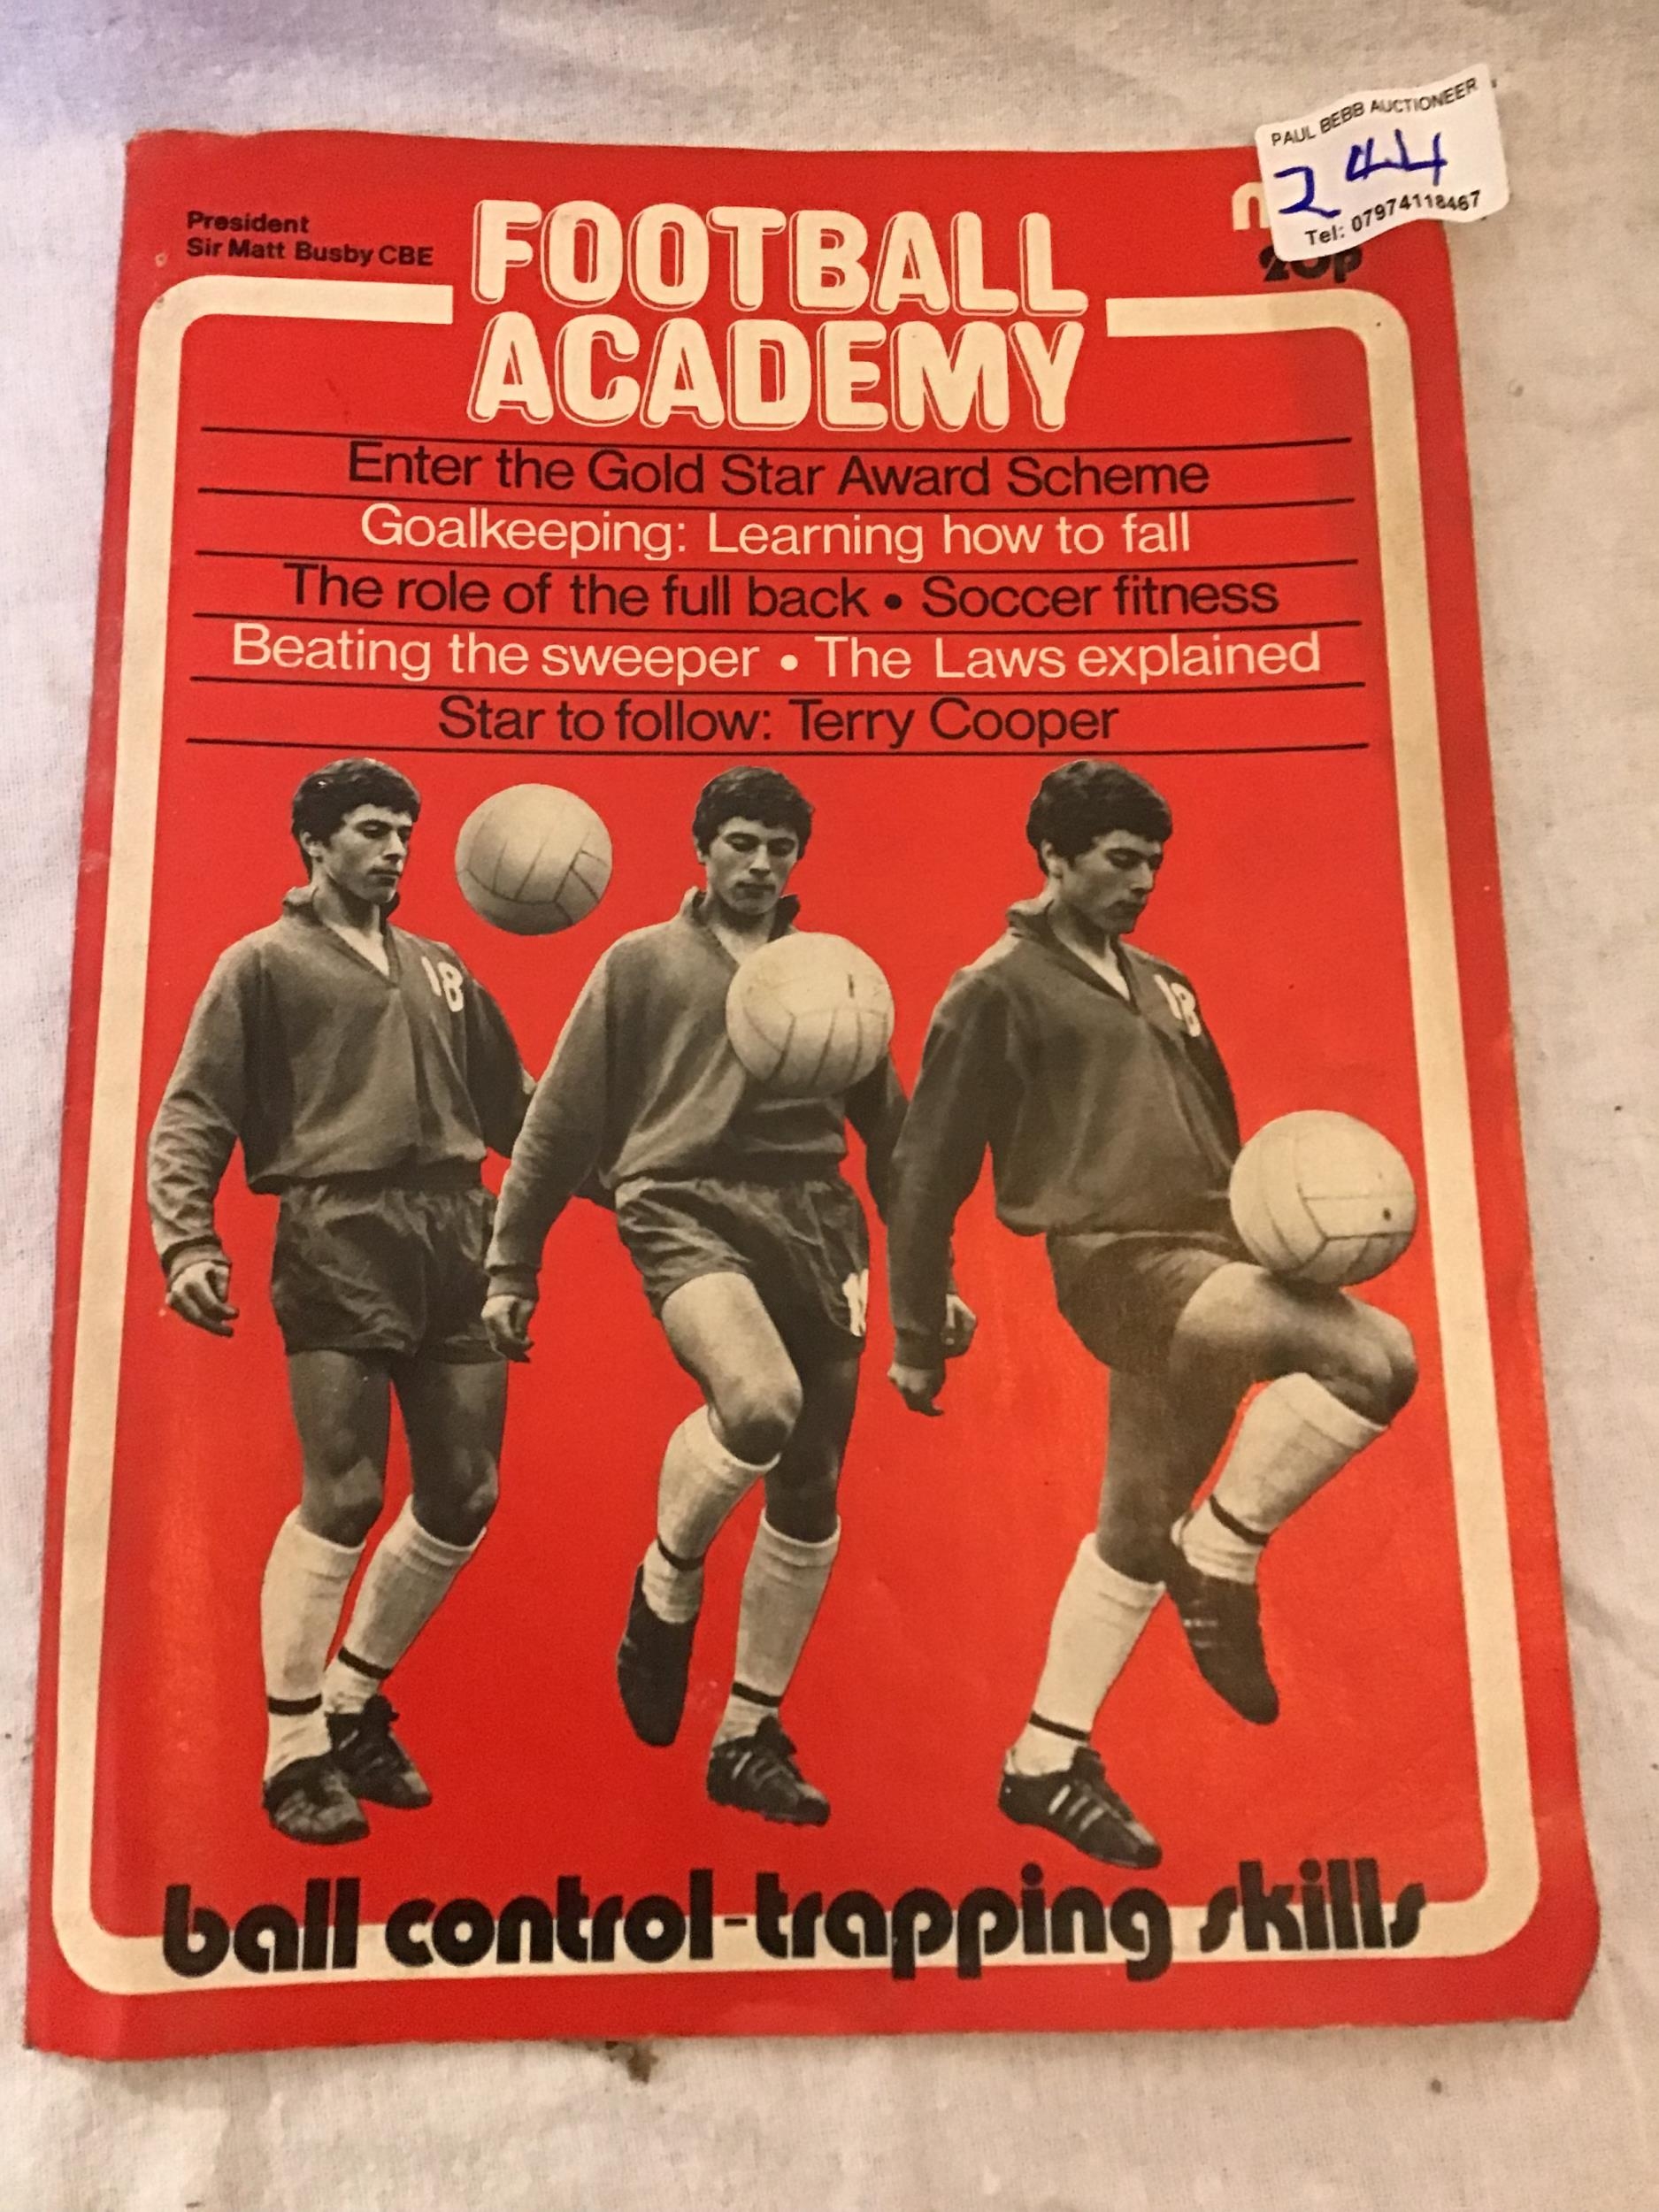 PAUL BEBB AUCTIONEER
244
Tel: 07974118467
President
Sir Matt Busby CBE
20p
FOOTBALL
ACADEMY
Enter the Gold Star Award Scheme
Goalkeeping: Learning how to fall
The role of the full back • Soccer fitness
Beating the sweeper • The Laws explained
Star to follow: Terry Cooper
18
18
ball control-trapping skills